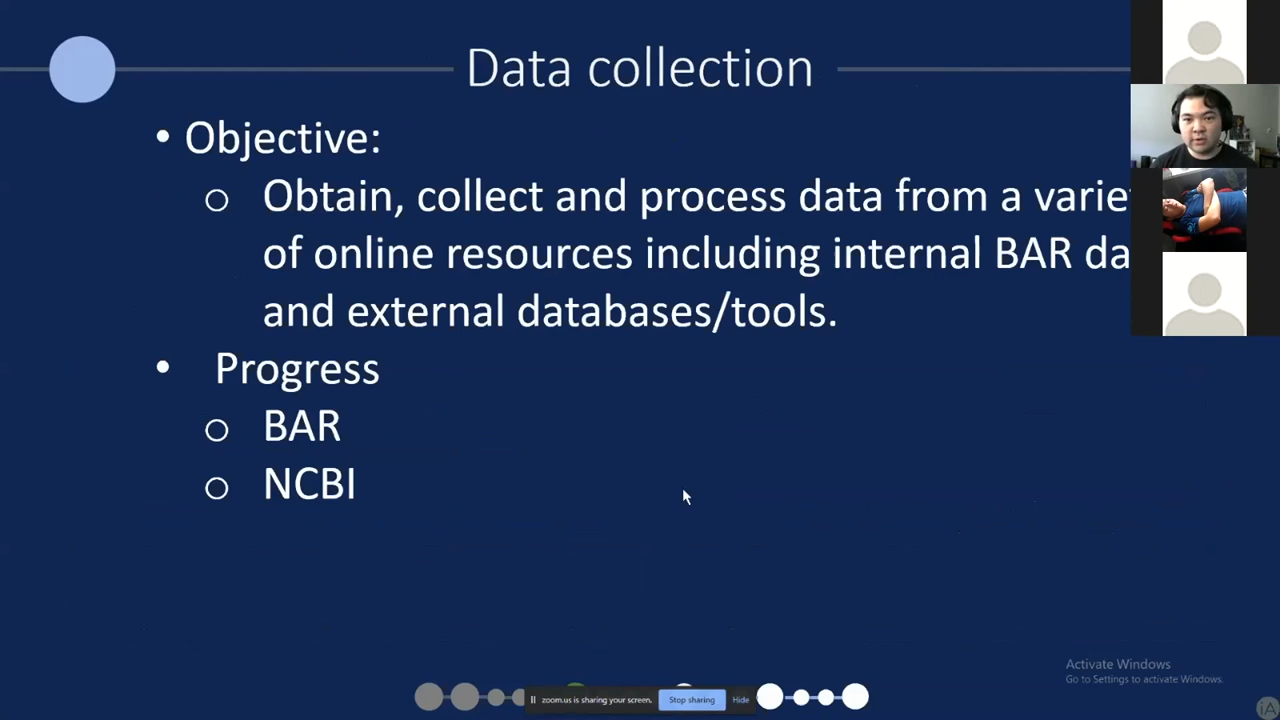 Data collection
• Objective:
o Obtain, collect and process data from a
of online resources including internal BAR
and external databases/tools.
• Progress
o BAR
o NCBI
Activate Windows
Go to Settings to activate Windows.
zoom.us is sharing your screen. Stop sharing Hide
iA